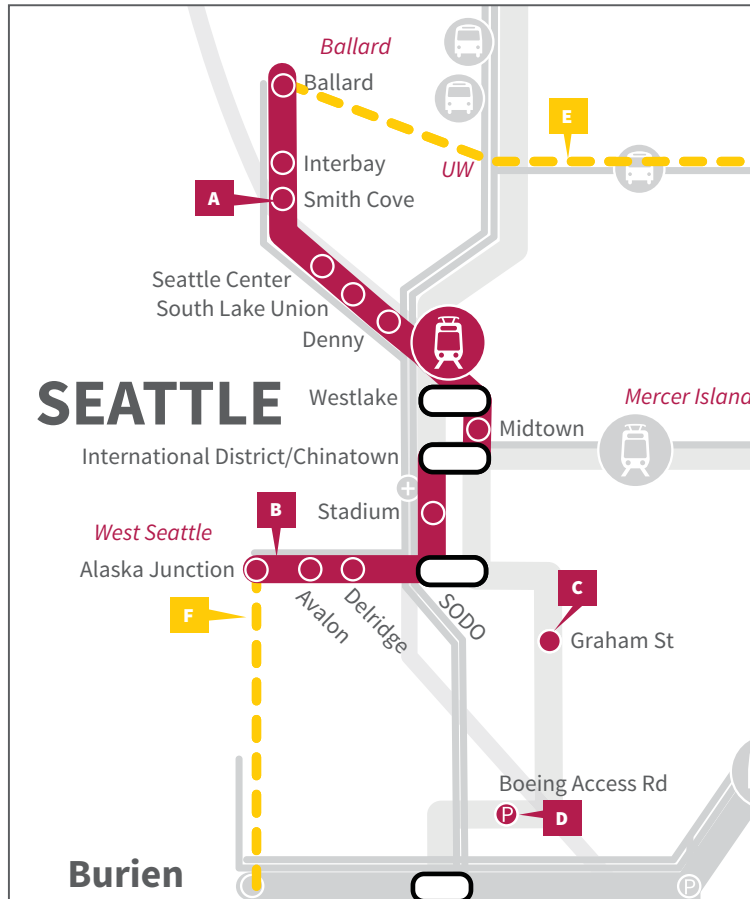 Ballard
Ballard
E
Interbay
UW
A
Smith Cove
Seattle Center
South Lake Union
Denny
SEATTLE
Westlake
Mercer Island
Midtown
International District/Chinatown
Stadium
B
West Seattle
Alaska Junction
Avalon
Delridge
SODO
C
F
Graham St
Boeing Access Rd
P
D
Burien
P